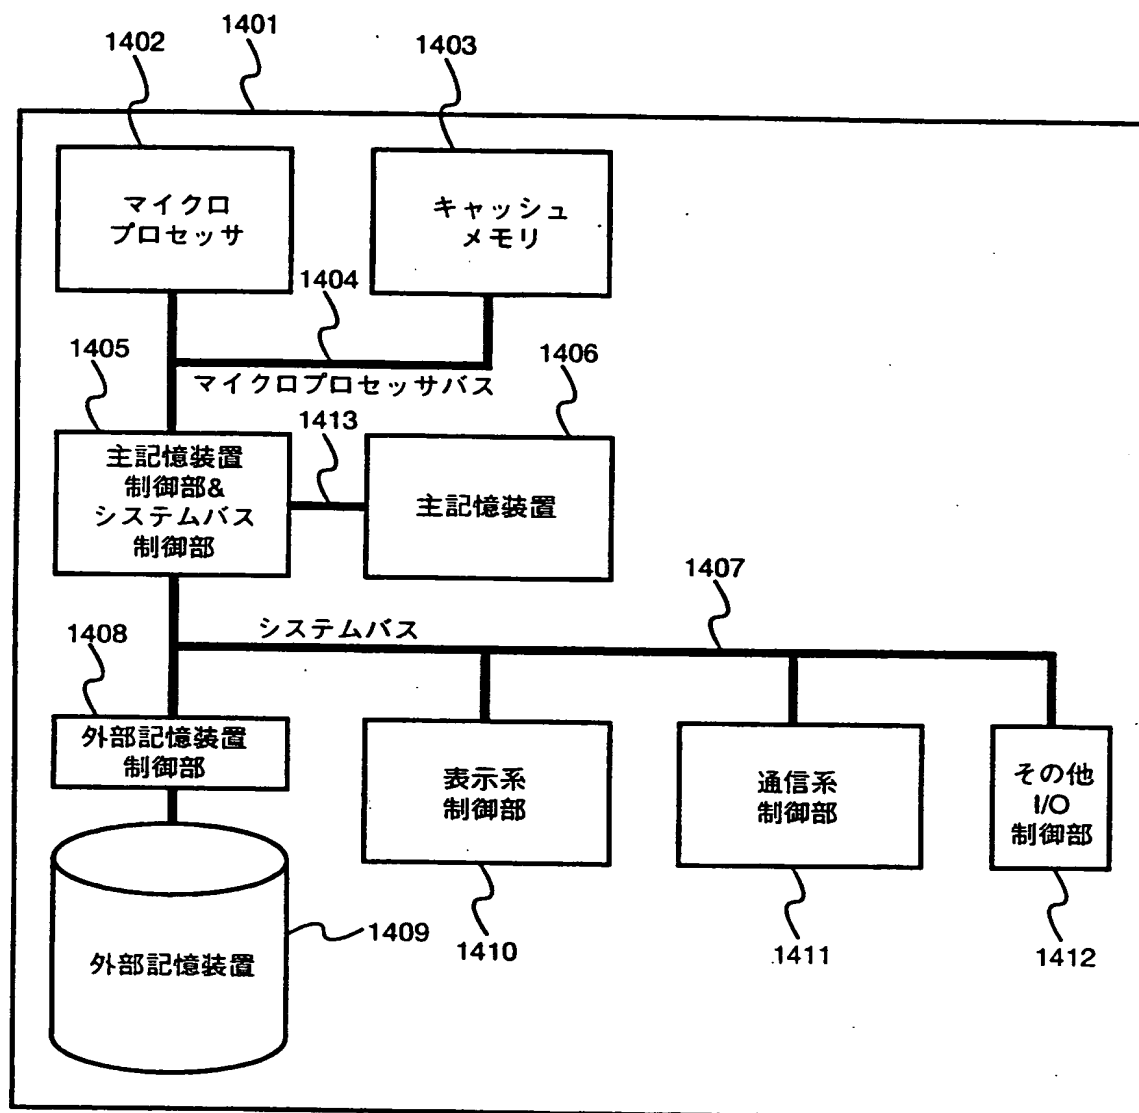 1401
1402
1403
マイクロ
プロセッサ
キャッシュ
メモリ
1404
1405
1406
マイクロプロセッサバス
1413
主記憶装置
制御部&
システムバス
制御部
主記憶装置
1407
システムバス
1408
外部記憶装置
制御部
表示系
制御部
通信系
制御部
その他
I/O
制御部
1409
1410
1411
1412
外部記憶装置